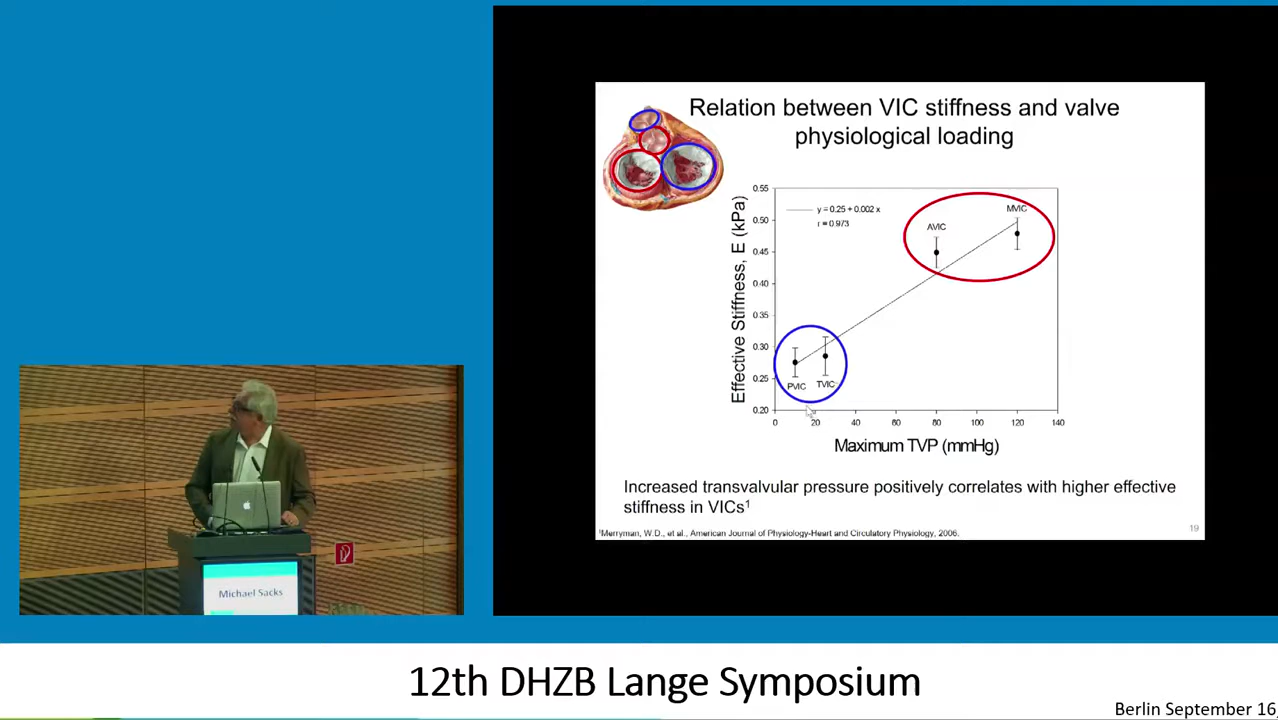 Relation between VIC stiffness and valve
physiological loading
Effective Stiffness, E (kPa)
0.55
0.50
0.45
0.40
0.35
0.30
0.25
0.20
y = 0.25 + 0.002 x
r = 0.973
AVIC
MVIC
PVIC
TVIC
0
20
40
60
80
100
120
140
Maximum TVP (mmHg)
Increased transvalvular pressure positively correlates with higher effective
stiffness in VICs¹
¹Merryman, W.D., et al., American Journal of Physiology-Heart and Circulatory Physiology, 2006.
19
Michael Sacks
12th DHZB Lange Symposium
Berlin September 16,